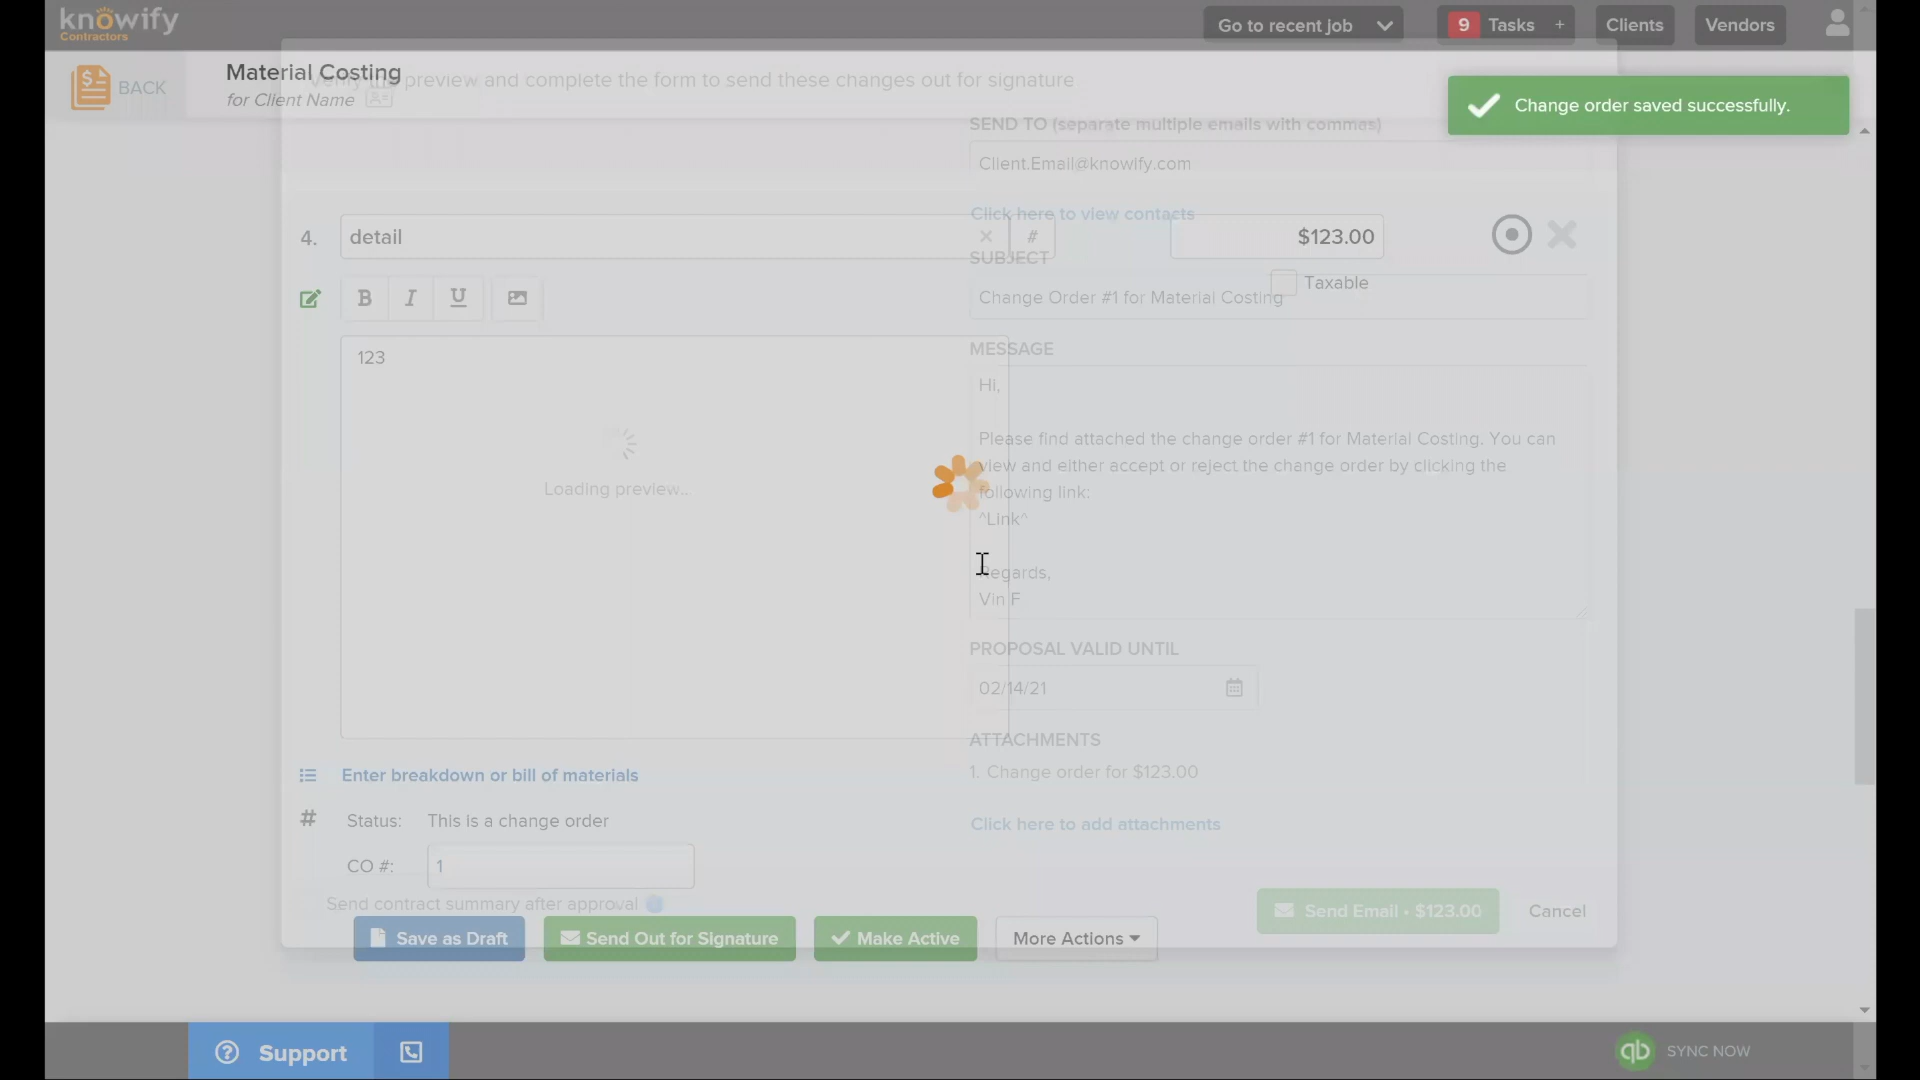 knowify
Contractors
Go to recent job
9 Tasks +
Clients
Vendors
BACK
Material Costing
for Client Name
preview and complete the form to send these changes out for signature
Change order saved successfully.
SEND TO (separate multiple emails with commas)
Client.Email@knowify.com
Click here to view contacts
4.
detail
#
$123.00
SUBJECT
Taxable
B I U
Change Order #1 for Material Costing
MESSAGE
123
Hi,
Please find attached the change order #1 for Material Costing. You can
view and either accept or reject the change order by clicking the
following link:
^Link^
Loading preview...
Regards,
Vin F
PROPOSAL VALID UNTIL
02/14/21
ATTACHMENTS
1. Change order for $123.00
Enter breakdown or bill of materials
# Status: This is a change order
Click here to add attachments
CO #: 1
Send contract summary after approval
Send Email • $123.00
Cancel
Save as Draft
Send Out for Signature
Make Active
More Actions
? Support
qb SYNC NOW